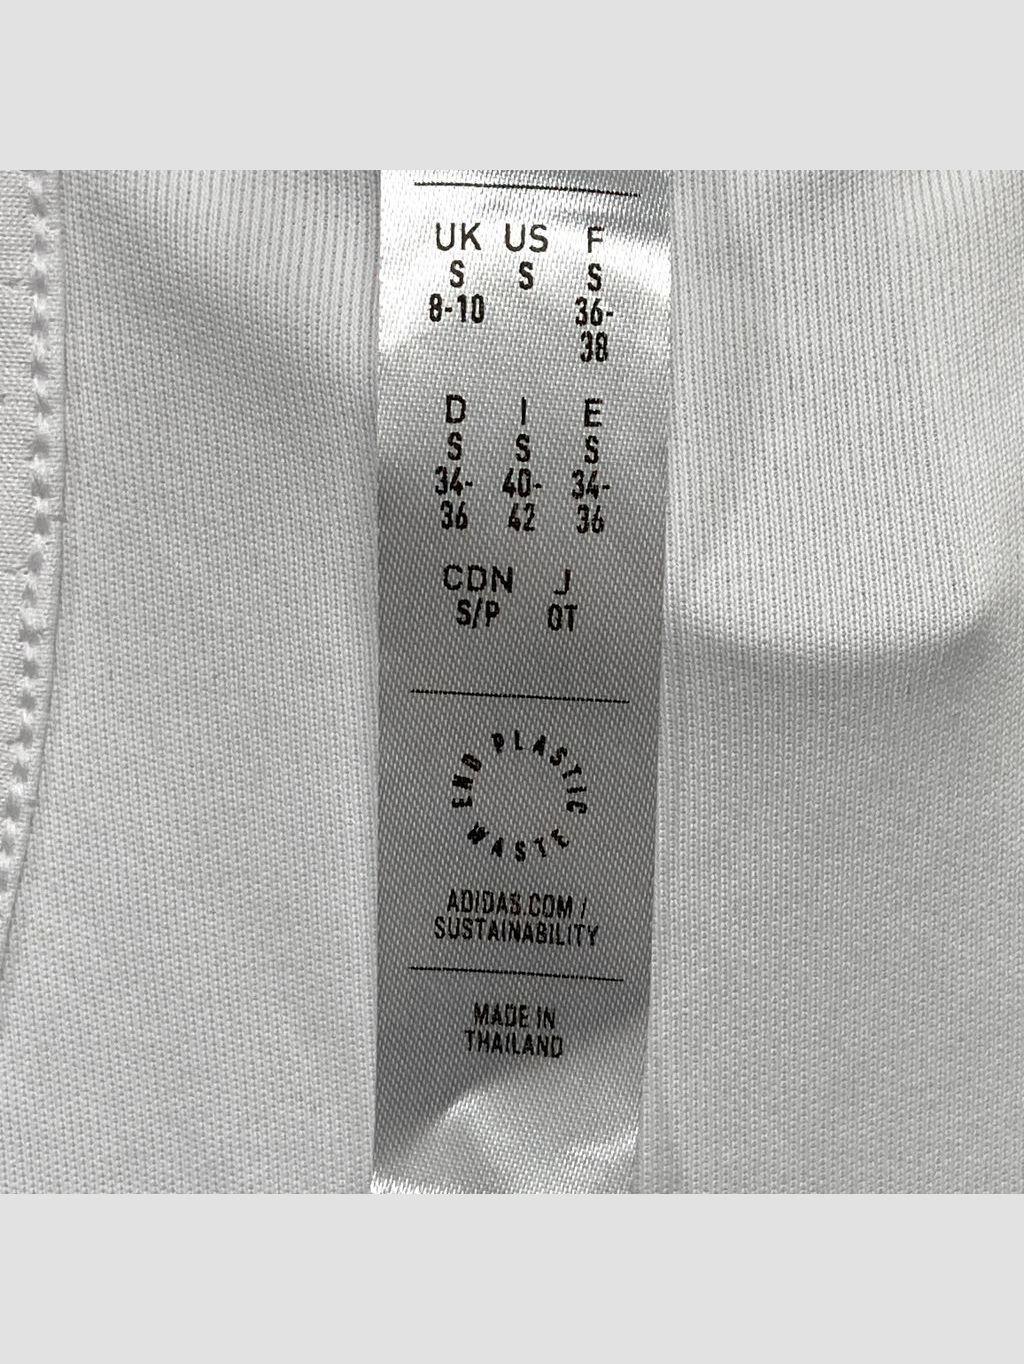 UK US F
S S S
8-10 36-
38
D I E
S S S
34- 40- 34-
36 42 36
CDN J
S/P OT
END PLASTIC WASTE
ADIDAS.COM /
SUSTAINABILITY
MADE IN
THAILAND